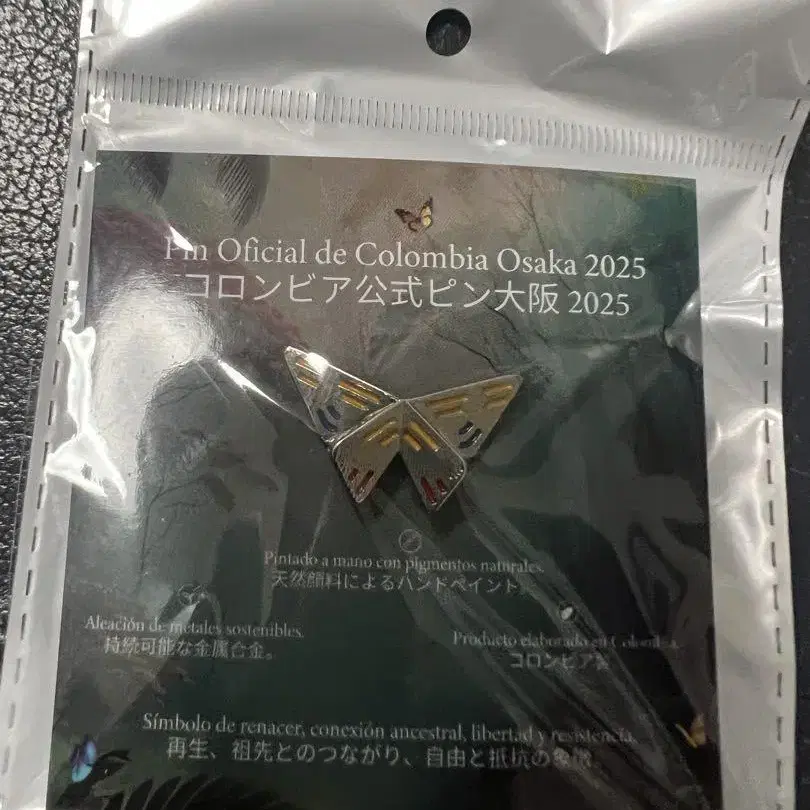 Pin Oficial de Colombia Osaka 2025
コロンビア公式ピン大阪 2025
Pintado a mano con pigmentos naturales.
天然顔料によるハンドペイント。
Aleación de metales sostenibles.
持続可能な金属合金。
Producto elaborado en Colombia.
コロンビア製
Símbolo de renacer, conexión ancestral, libertad y resistencia.
再生、祖先とのつながり、自由と抵抗の象徴。